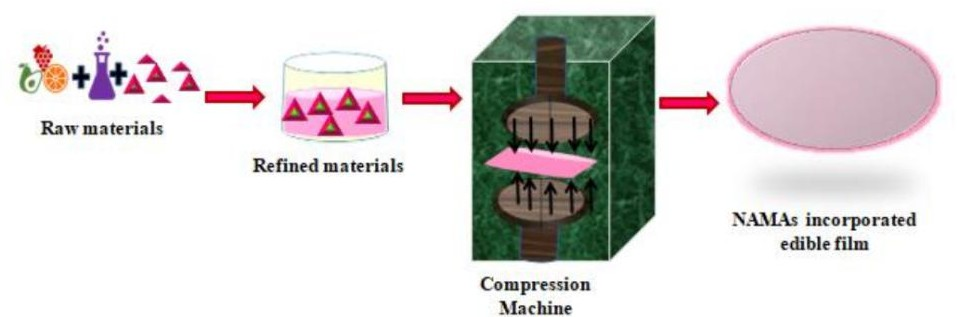 Raw materials
Refined materials
Compression
Machine
NAMAs incorporated
edible film